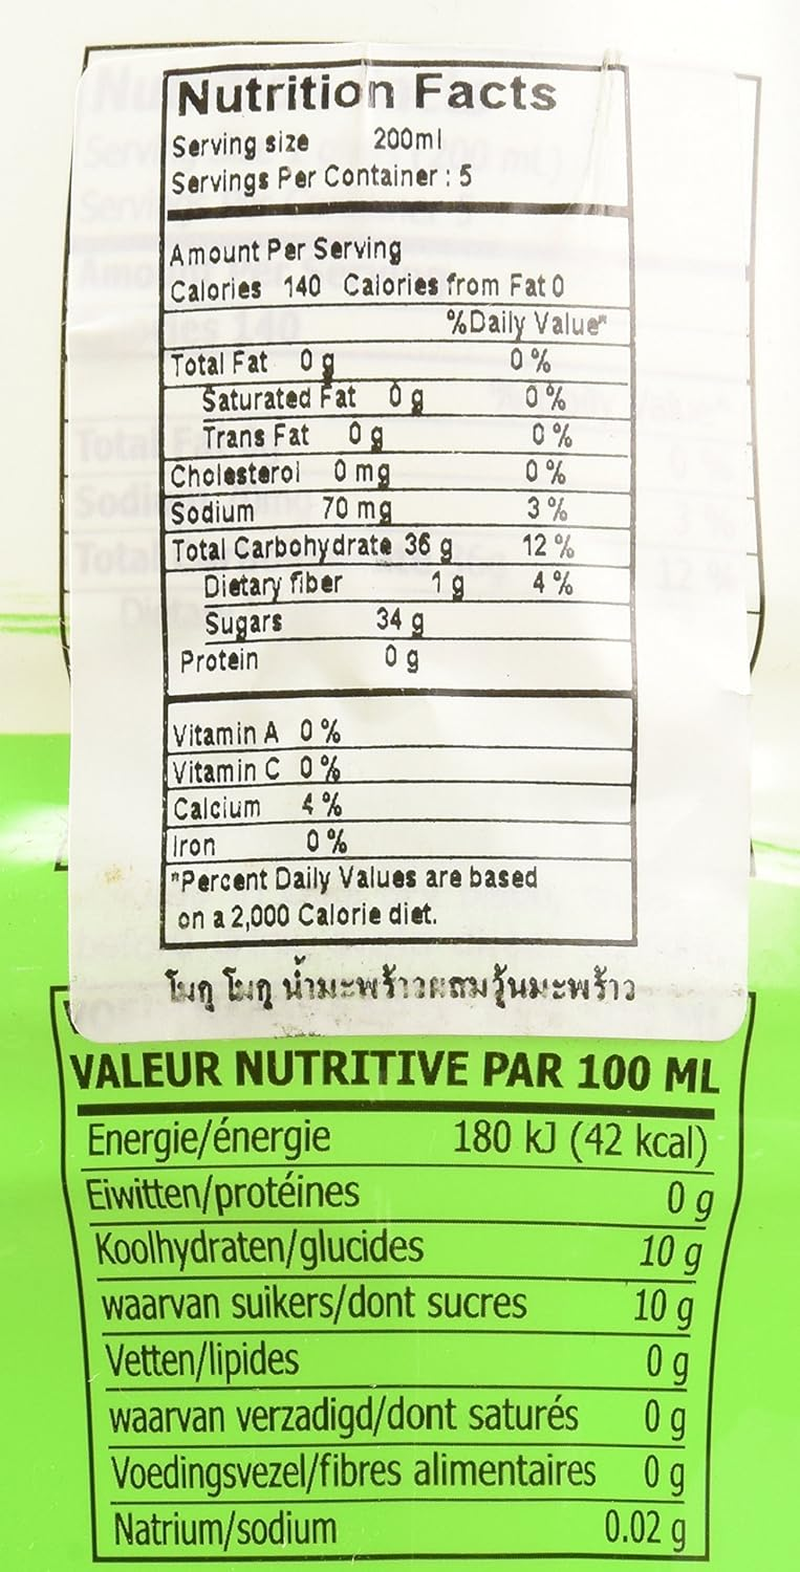 Nutrition Facts
Serving size 200ml
Servings Per Container : 5
Amount Per Serving
Calories 140 Calories from Fat 0
%Daily Value*
Total Fat 0 g 0 %
Saturated Fat 0 g 0 %
Trans Fat 0 g 0 %
Cholesterol 0 mg 0 %
Sodium 70 mg 3 %
Total Carbohydrate 36 g 12 %
Dietary fiber 1 g 4 %
Sugars 34 g
Protein 0 g
Vitamin A 0 %
Vitamin C 0 %
Calcium 4 %
Iron 0 %
*Percent Daily Values are based
on a 2,000 Calorie diet.
โมกุ โมกุ น้ำมะพร้าวผสมวุ้นมะพร้าว
VALEUR NUTRITIVE PAR 100 ML
Energie/énergie 180 kJ (42 kcal)
Eiwitten/protéines 0 g
Koolhydraten/glucides 10 g
waarvan suikers/dont sucres 10 g
Vetten/lipides 0 g
waarvan verzadigd/dont saturés 0 g
Voedingsvezel/fibres alimentaires 0 g
Natrium/sodium 0.02 g